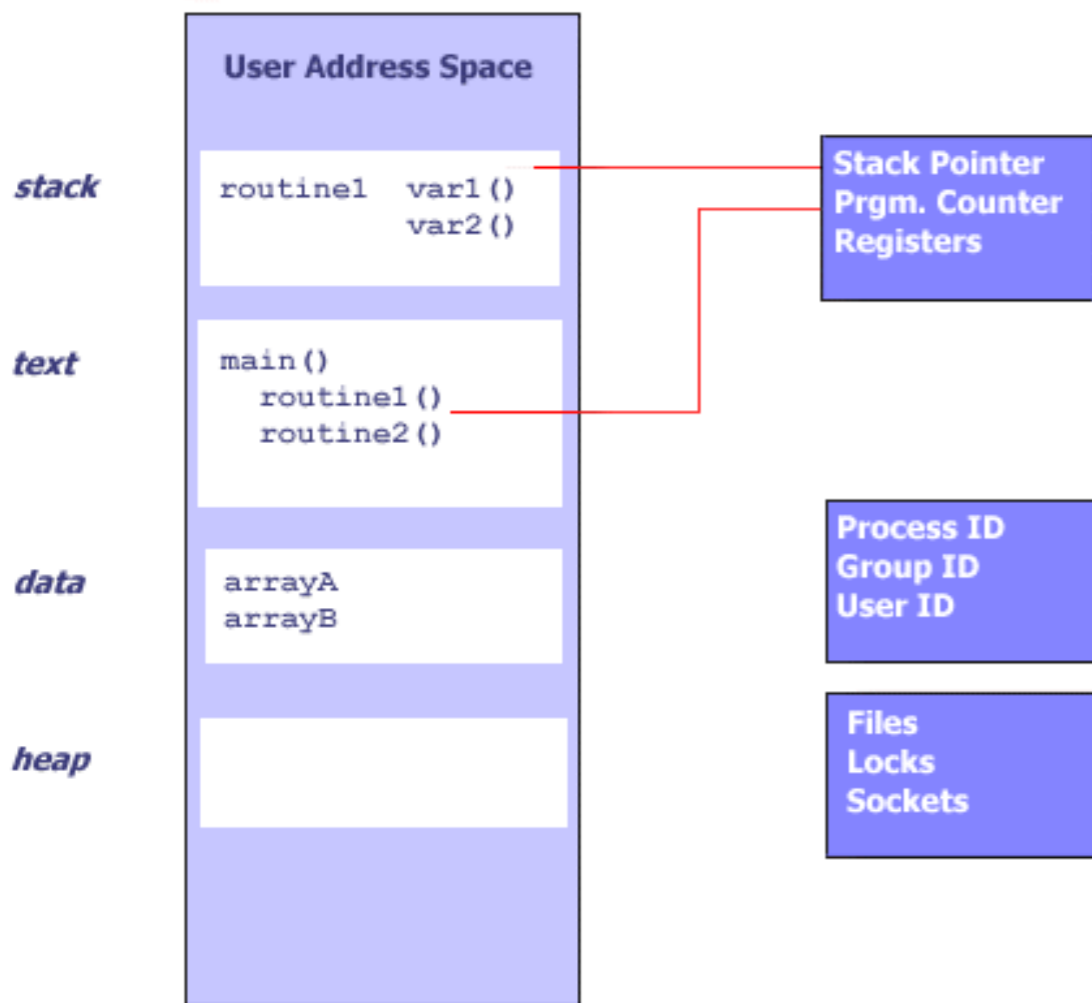 User Address Space
stack
routine1 var1()
var2()
Stack Pointer
Prgm. Counter
Registers
text
main()
routine1()
routine2()
data
arrayA
arrayB
Process ID
Group ID
User ID
heap
Files
Locks
Sockets